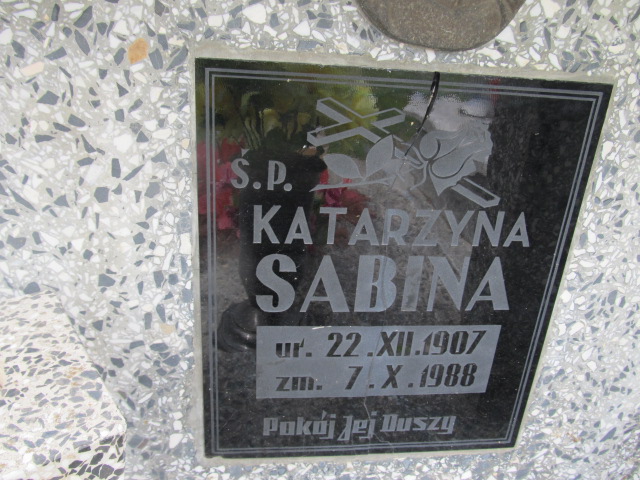 Ś.P.
KATARZYNA
SABINA
ur. 22.XII.1907
zm. 7.X.1988
Pokój Jej Duszy